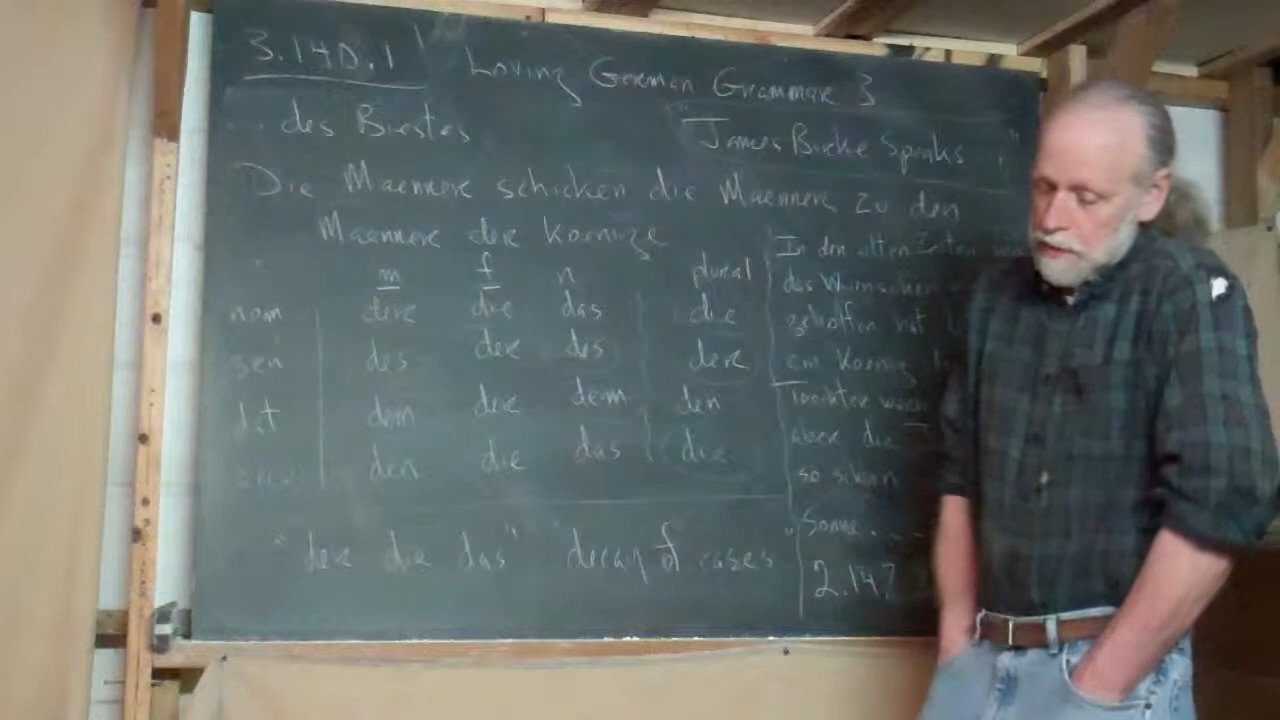 3.140.1 Loving German Grammar 3
.. des Biestes "James Burke Speaks ."
Die Maenner schicken die Maenner zu den
Maenner der Koenige
m f n plural
nom der die das die
gen des der des der
dat dem der dem den
acc den die das die
"der die das" decay of cases
In den alten Zeiten
das Wuenschen
geholfen hat
ein Koenig
Toechter waren
aber die
so schoen
Sonne ....
2.147